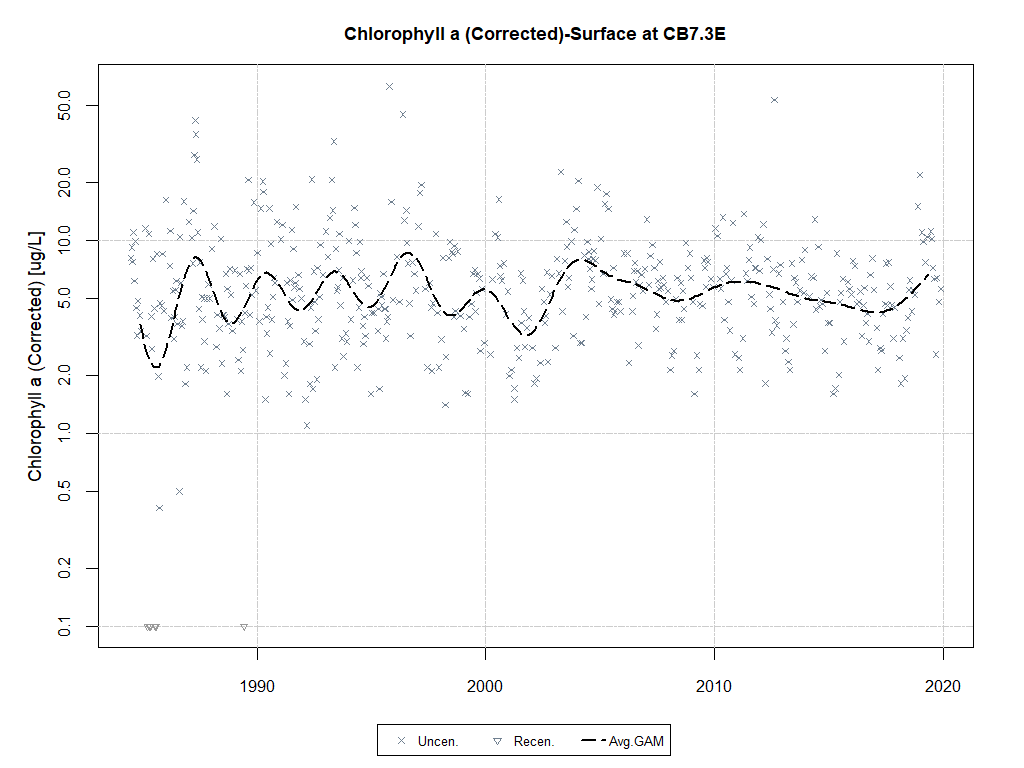 Chlorophyll a (Corrected)-Surface at CB7.3E
Chlorophyll a (Corrected) [ug/L]
50.0
20.0
10.0
5.0
2.0
1.0
0.5
0.2
0.1
1990 2000 2010 2020
Uncen. Recen. Avg.GAM